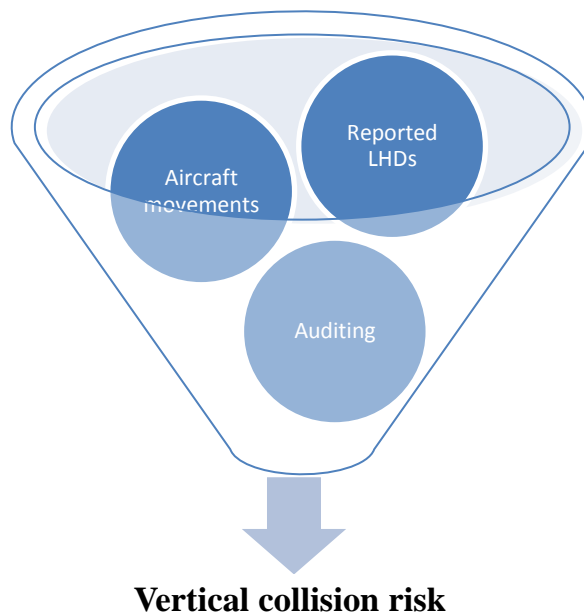 Reported
LHDs
Aircraft
movements
Auditing
Vertical collision risk